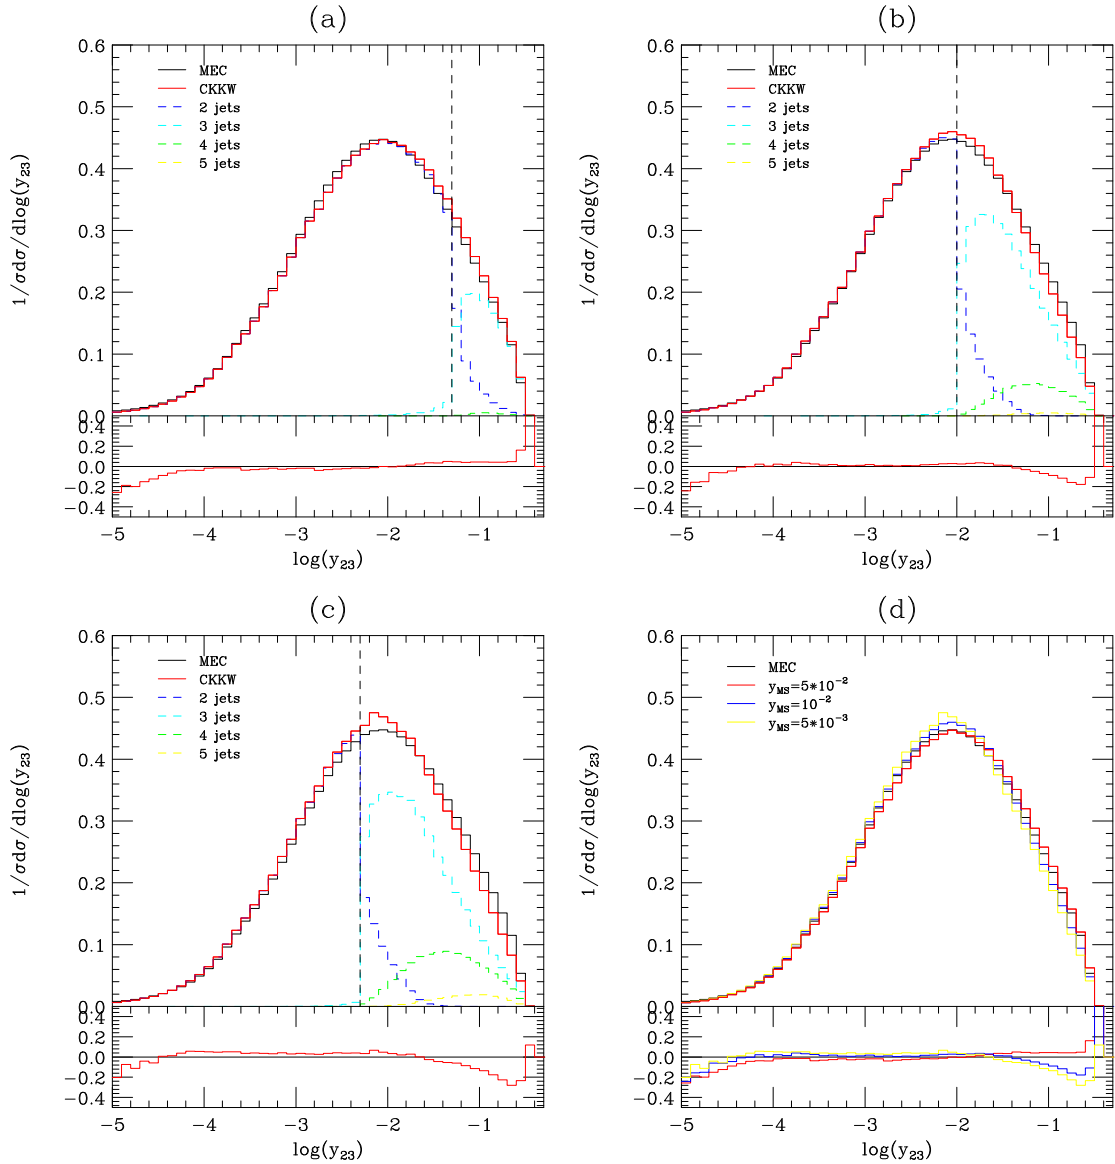 (a)
0.6
0.5
0.4
0.3
0.2
0.1
0.0
0.4
0.2
0.0
−0.2
−0.4
−5
−4
−3
−2
−1
1/σdσ/dlog(y23)
log(y23)
MEC
CKKW
2 jets
3 jets
4 jets
5 jets
(b)
0.6
0.5
0.4
0.3
0.2
0.1
0.0
0.4
0.2
0.0
−0.2
−0.4
−5
−4
−3
−2
−1
1/σdσ/dlog(y23)
log(y23)
MEC
CKKW
2 jets
3 jets
4 jets
5 jets
(c)
0.6
0.5
0.4
0.3
0.2
0.1
0.0
0.4
0.2
0.0
−0.2
−0.4
−5
−4
−3
−2
−1
1/σdσ/dlog(y23)
log(y23)
MEC
CKKW
2 jets
3 jets
4 jets
5 jets
(d)
0.6
0.5
0.4
0.3
0.2
0.1
0.0
0.4
0.2
0.0
−0.2
−0.4
−5
−4
−3
−2
−1
1/σdσ/dlog(y23)
log(y23)
MEC
yMS=5*10−2
yMS=10−2
yMS=5*10−3